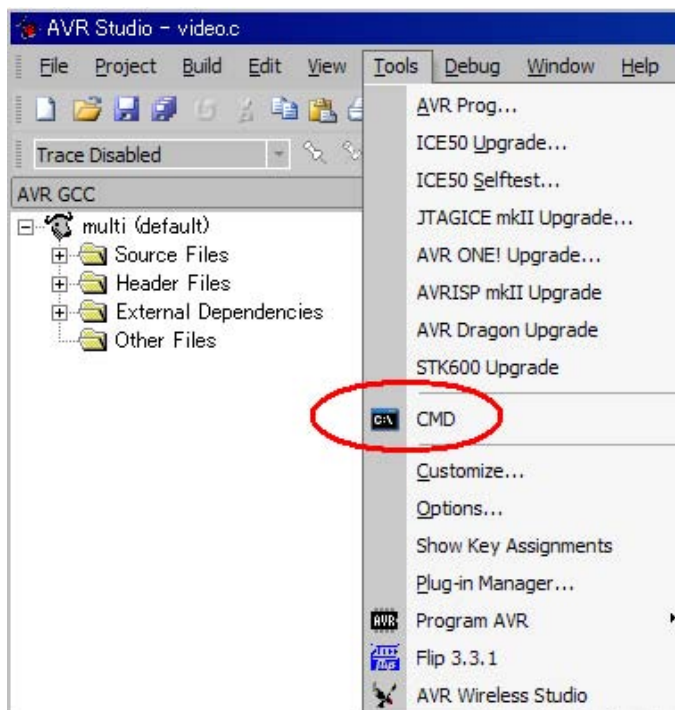 AVR Studio - video.c
File Project Build Edit View Tools Debug Window Help
Trace Disabled
AVR GCC
multi (default)
Source Files
Header Files
External Dependencies
Other Files
AVR Prog...
ICE50 Upgrade...
ICE50 Selftest...
JTAGICE mkII Upgrade...
AVR ONE! Upgrade...
AVRISP mkII Upgrade
AVR Dragon Upgrade
STK600 Upgrade
C:\ CMD
Customize...
Options...
Show Key Assignments
Plug-in Manager...
AVR Program AVR
Flip 3.3.1
AVR Wireless Studio